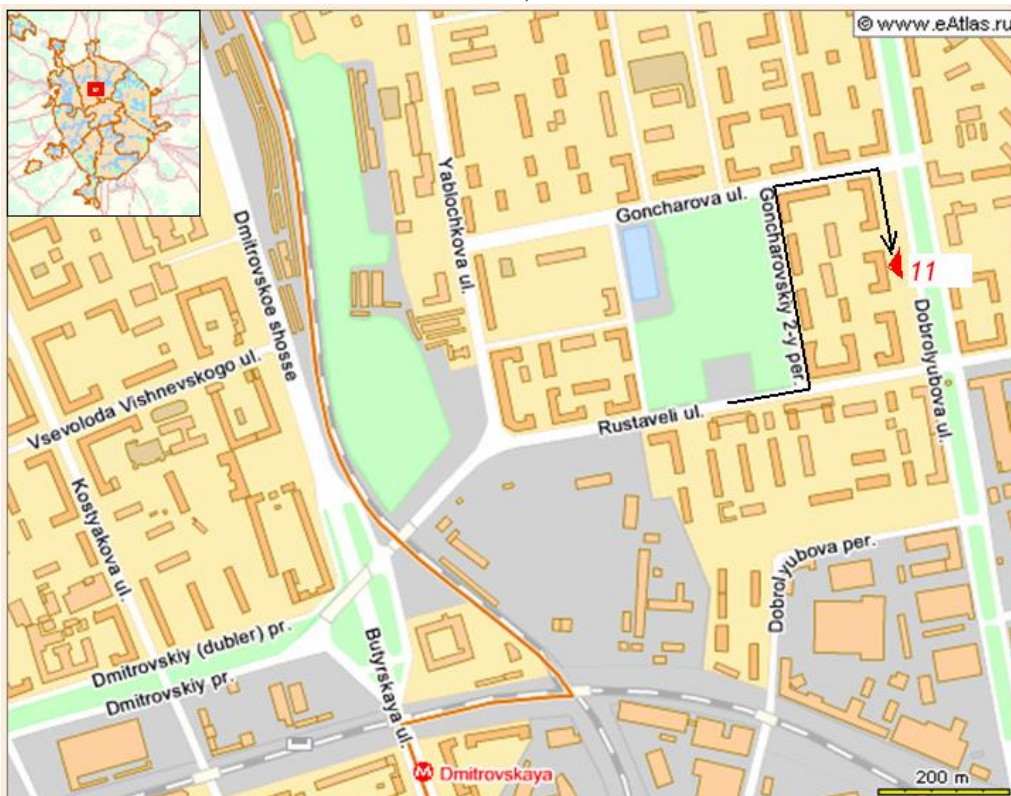 © www.eAtlas.ru
Yablochkova ul.
Goncharova ul.
Goncharovskiy 2-y per.
Dmitrovskoe shosse
11
Dobrolyubova ul.
Vsevoloda Vishnevskogo ul.
Rustaveli ul.
Kostyakova ul.
Dobrolyubova per.
Dmitrovskiy (dubler) pr.
Dmitrovskiy pr.
Butyrskaya ul.
M Dmitrovskaya
200 m